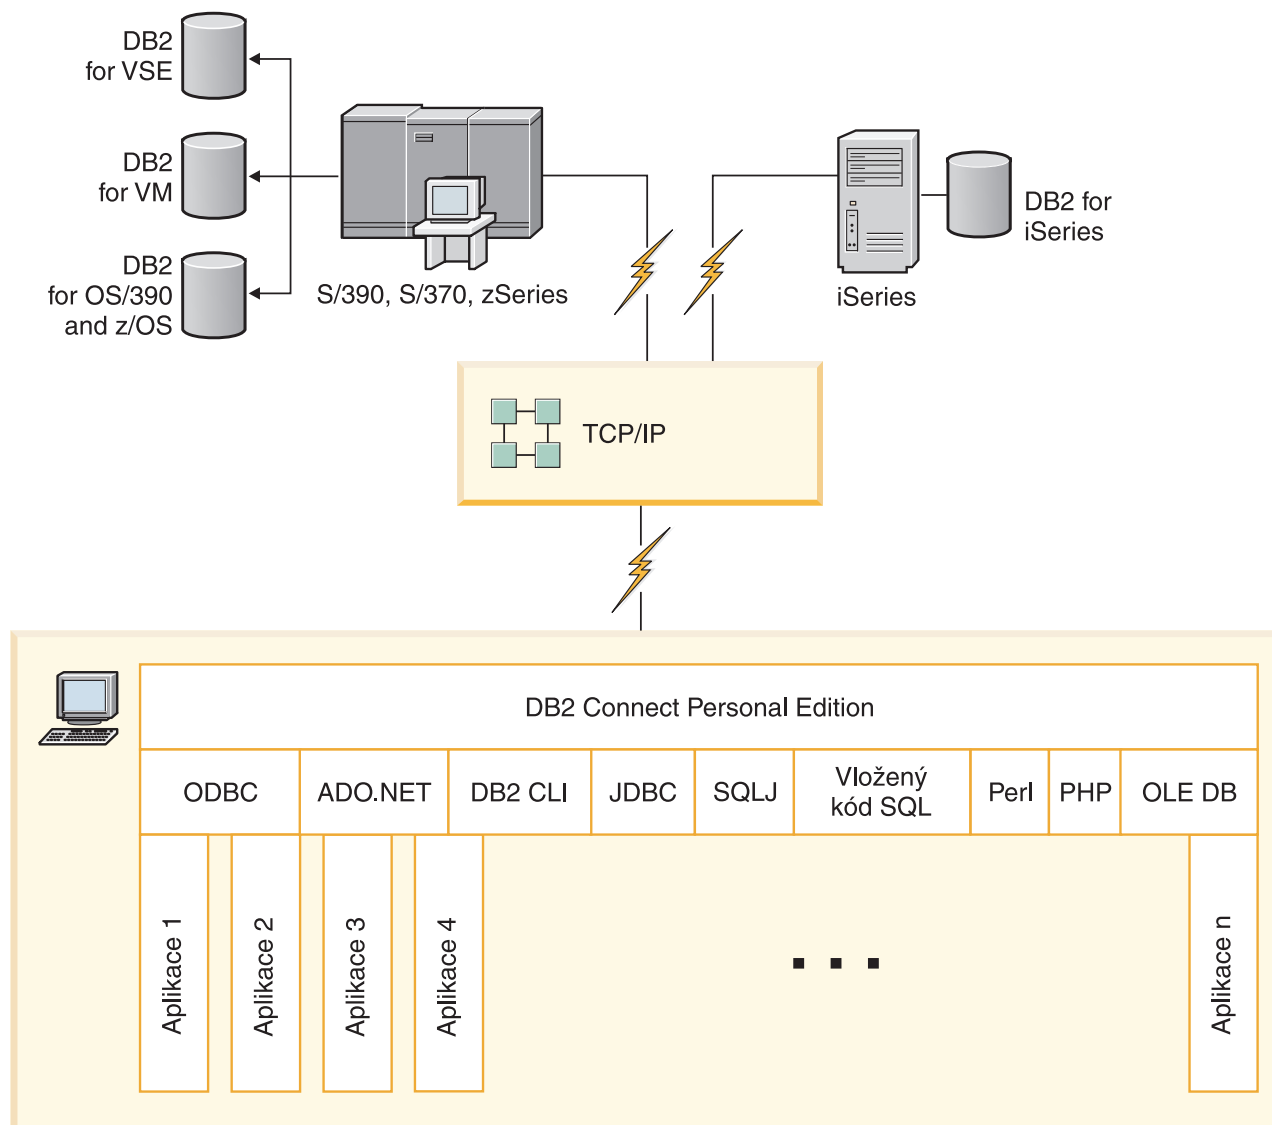 DB2
for VSE
DB2
for VM
DB2
for OS/390
and z/OS
S/390, S/370, zSeries
iSeries
DB2 for
iSeries
TCP/IP
DB2 Connect Personal Edition
ODBC
ADO.NET
DB2 CLI
JDBC
SQLJ
Vložený
kód SQL
Perl
PHP
OLE DB
Aplikace 1
Aplikace 2
Aplikace 3
Aplikace 4
Aplikace n